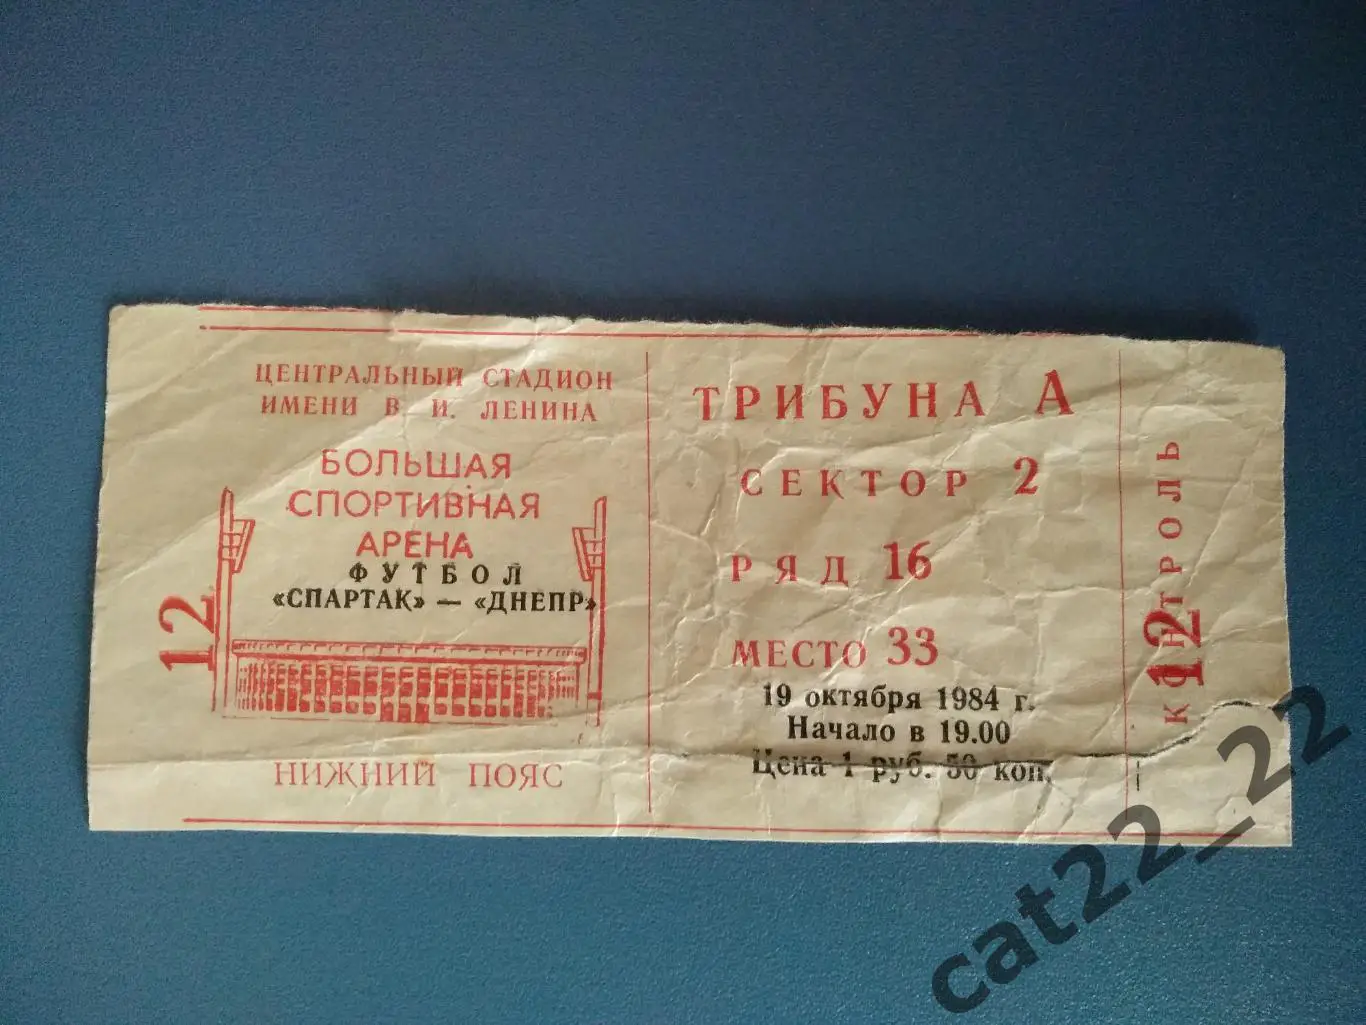 ЦЕНТРАЛЬНЫЙ СТАДИОН
ИМЕНИ В. И. ЛЕНИНА
БОЛЬШАЯ
СПОРТИВНАЯ
АРЕНА
ФУТБОЛ
«СПАРТАК» — «ДНЕПР»
12
НИЖНИЙ ПОЯС
ТРИБУНА А
СЕКТОР 2
РЯД 16
МЕСТО 33
19 октября 1984 г.
Начало в 19.00
Цена 1 руб. 50 коп.
КОНТРОЛЬ
12
cat22_22